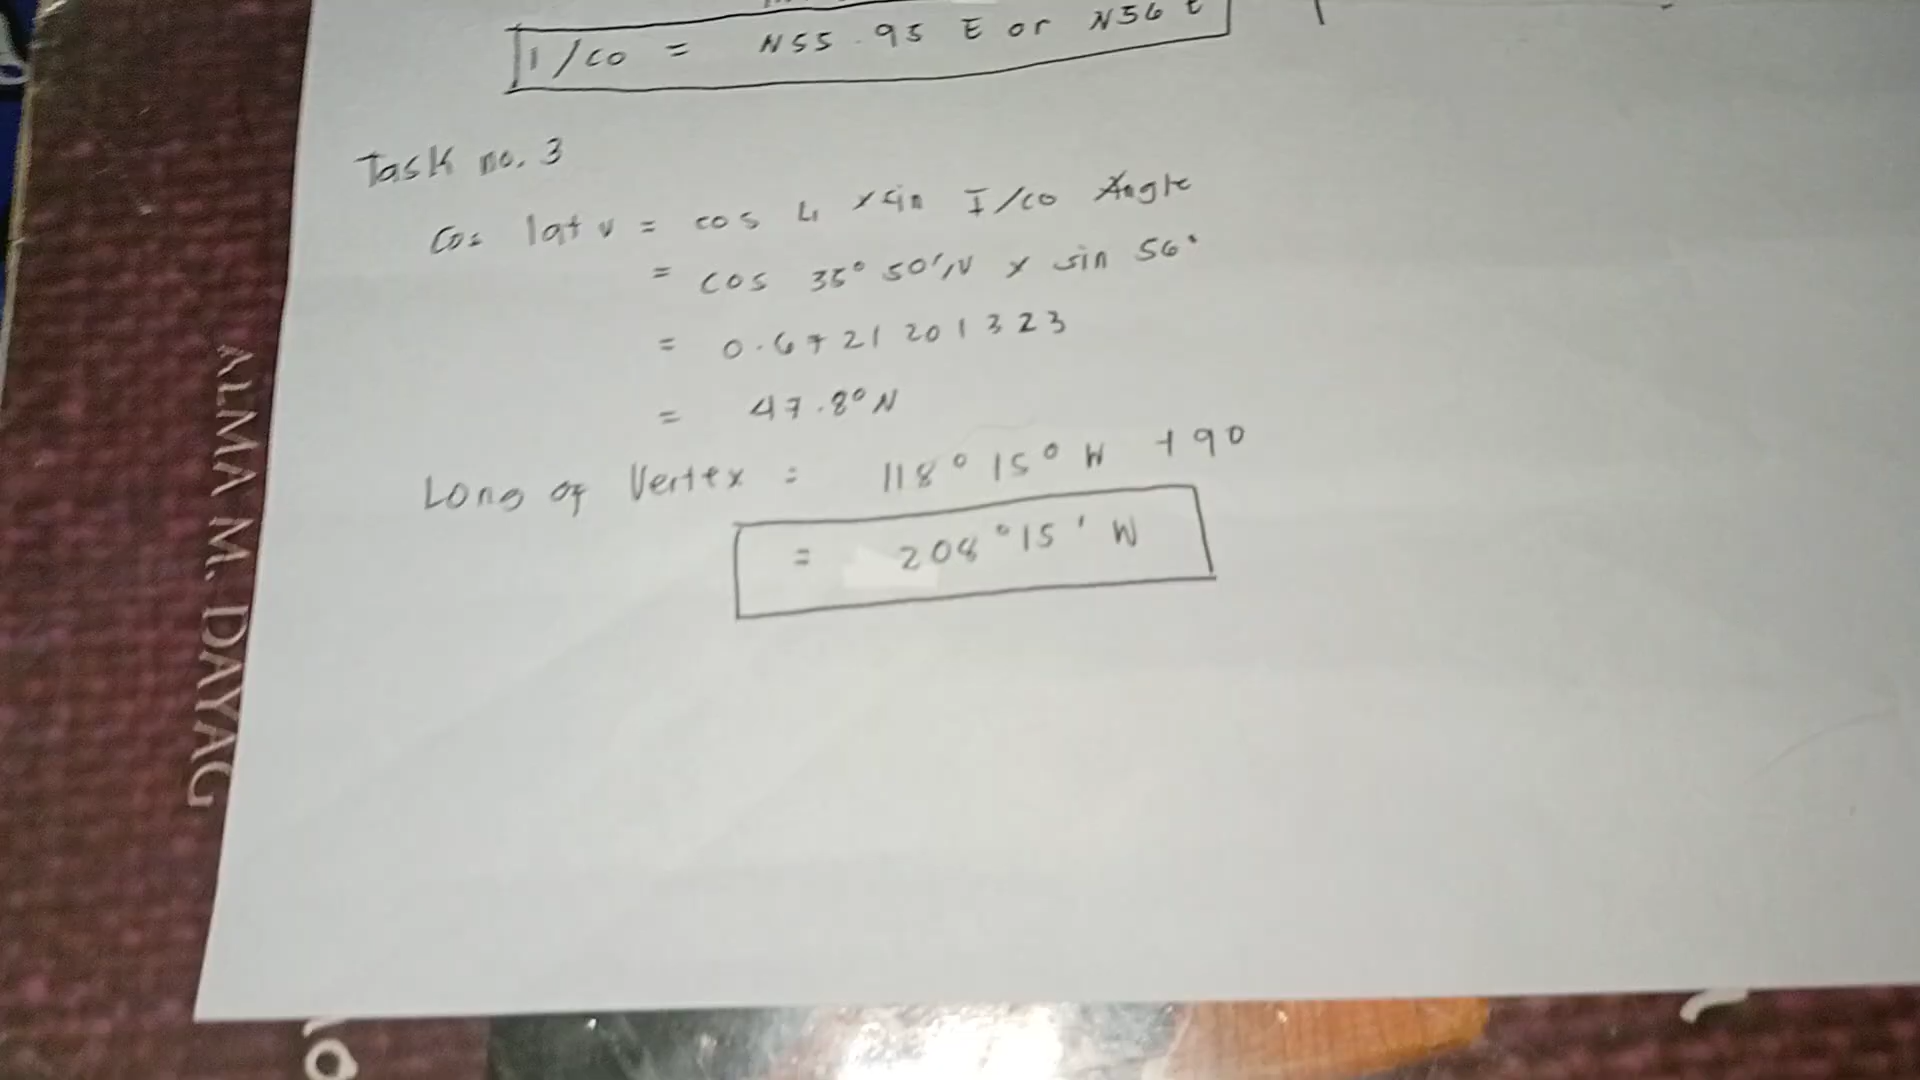 1/co = N55.95 E or N56 E
Task no. 3
Cos lat v = cos L1 x sin I/co Angle
= cos 35° 50' N x sin 56°
= 0.6721201323
= 47.8° N
Long of Vertex = 118° 15° W + 90
= 208° 15' W
ALMA M. DAYAG